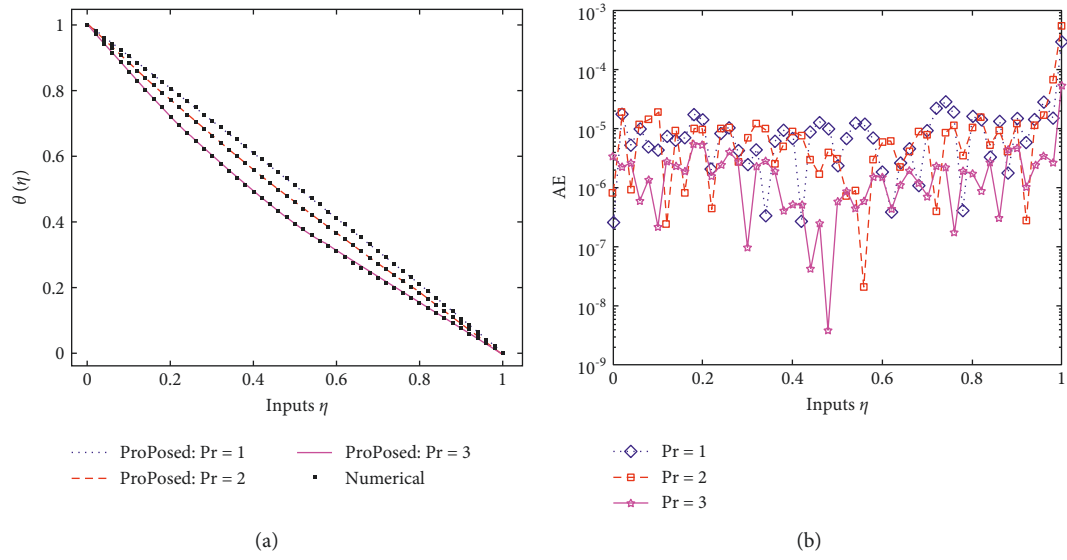 1
0.8
0.6
0.4
0.2
0
θ (η)
0 0.2 0.4 0.6 0.8 1
Inputs η
ProPosed: Pr = 1
ProPosed: Pr = 2
ProPosed: Pr = 3
Numerical
(a)
10⁻³
10⁻⁴
10⁻⁵
10⁻⁶
10⁻⁷
10⁻⁸
10⁻⁹
AE
0 0.2 0.4 0.6 0.8 1
Inputs η
Pr = 1
Pr = 2
Pr = 3
(b)